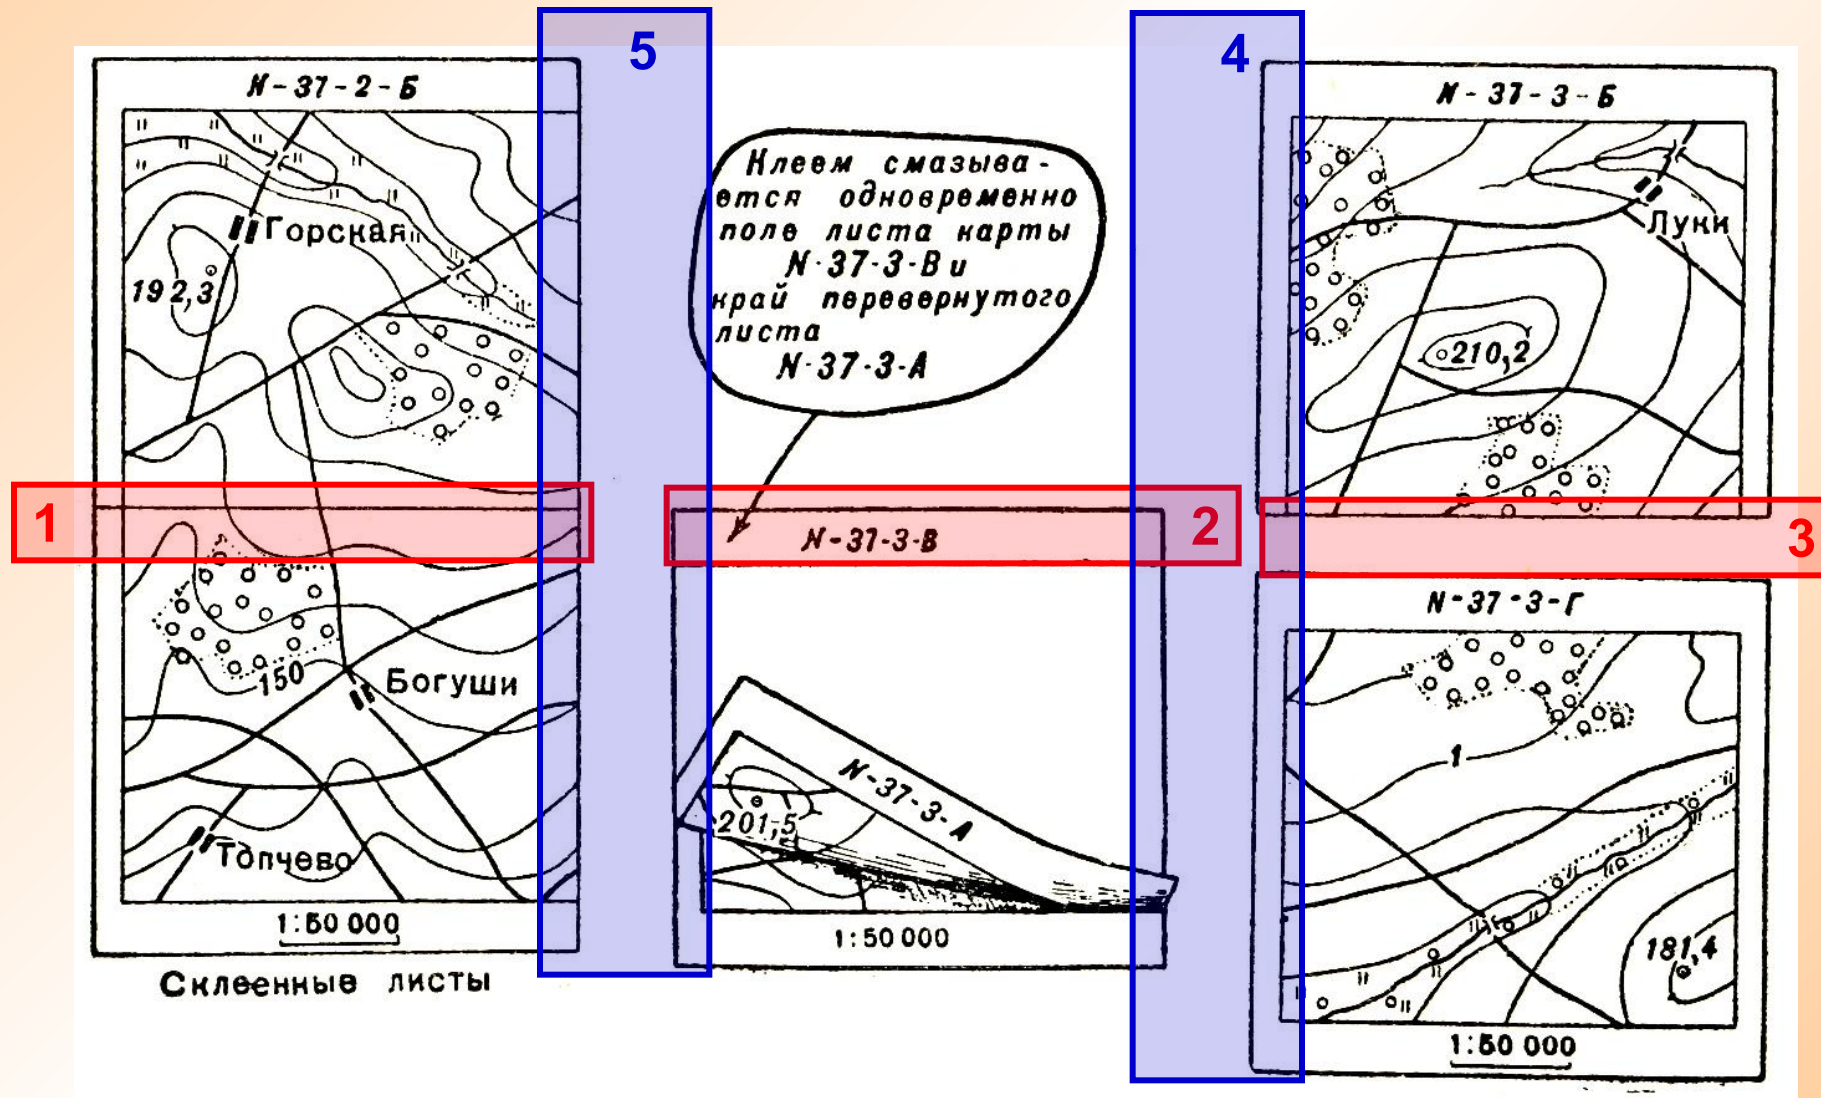 5
4
N-37-2-Б
N-37-3-Б
Клеем смазыва-
ется одновременно
поле листа карты
N-37-3-В и
край перевернутого
листа
N-37-3-А
Горская
192,3
Луки
210,2
1
2
3
N-37-3-В
N-37-3-Г
150
Богуши
1
N-37-3-А
201,5
Топчево
181,4
1:50 000
1:50 000
1:50 000
Склеенные листы